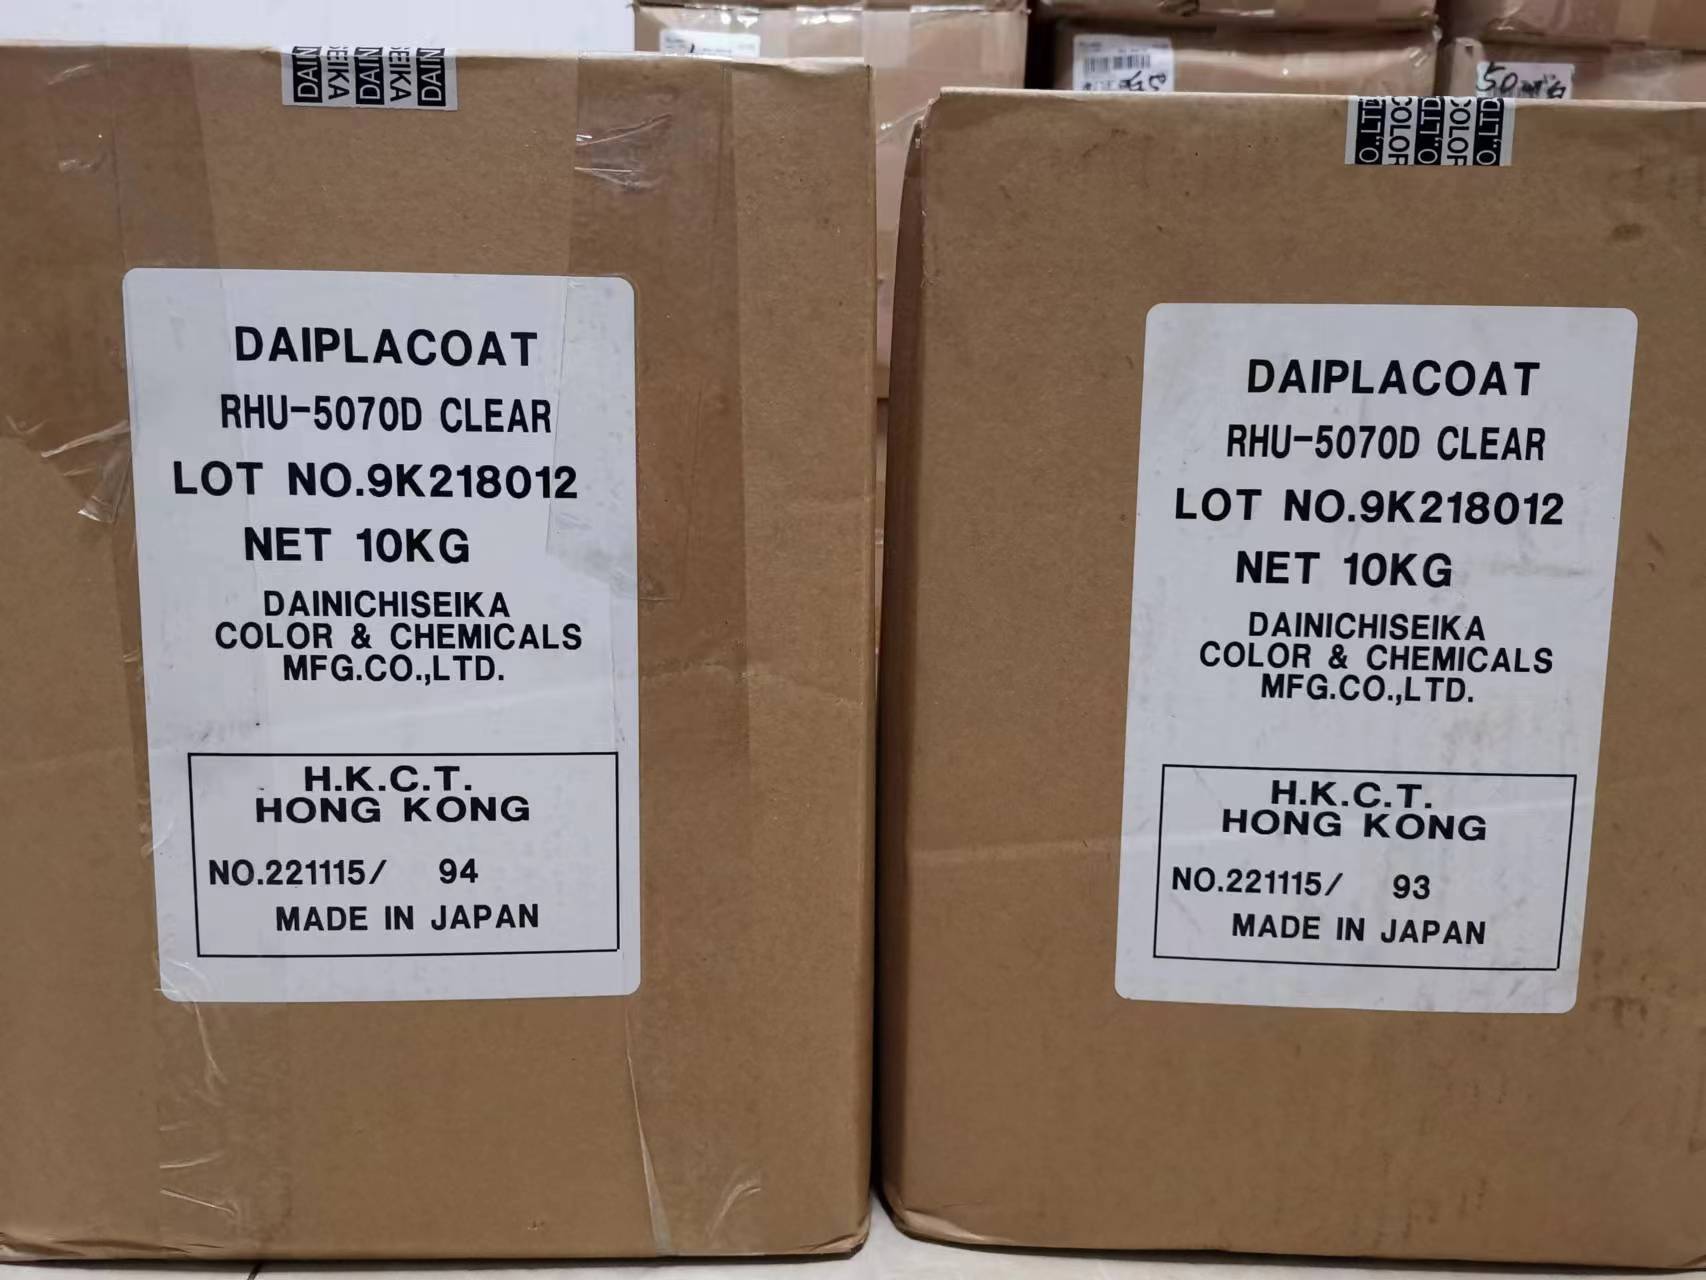 DAIPLACOAT
RHU-5070D CLEAR
LOT NO.9K218012
NET 10KG
DAINICHISEIKA
COLOR & CHEMICALS
MFG.CO.,LTD.
H.K.C.T.
HONG KONG
NO.221115/ 94
MADE IN JAPAN
DAIPLACOAT
RHU-5070D CLEAR
LOT NO.9K218012
NET 10KG
DAINICHISEIKA
COLOR & CHEMICALS
MFG.CO.,LTD.
H.K.C.T.
HONG KONG
NO.221115/ 93
MADE IN JAPAN